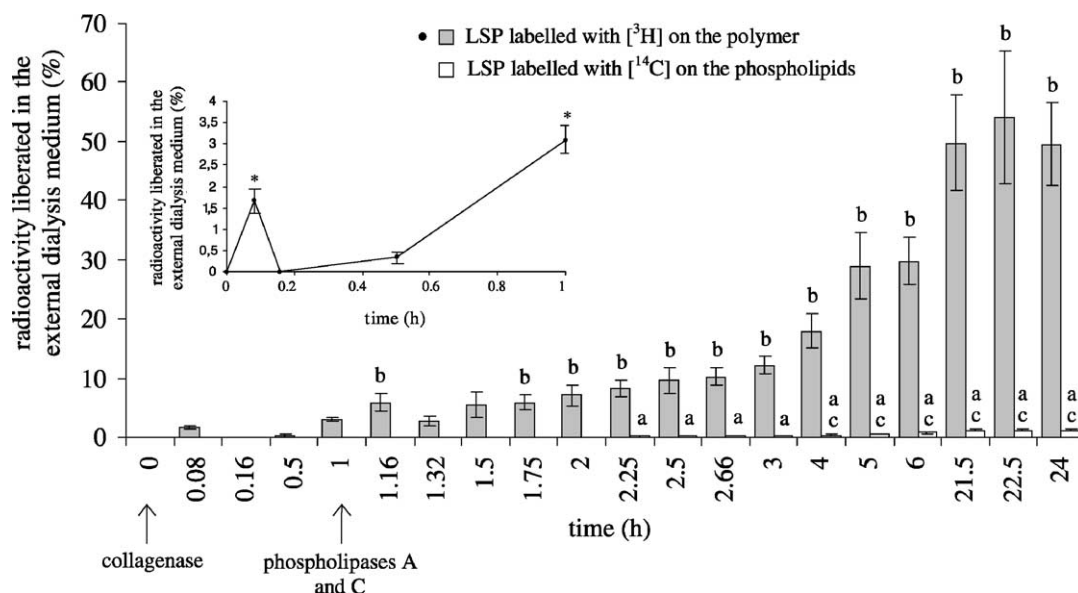 70
60
50
40
30
20
10
0
radioactivity liberated in the
external dialysis medium (%)
LSP labelled with [³H] on the polymer
LSP labelled with [¹⁴C] on the phospholipids
4
3,5
3
2,5
2
1,5
1
0,5
0
radioactivity liberated in the
external dialysis medium (%)
* *
0 0.2 0.4 0.6 0.8 1
time (h)
b b b b b b b b b b b b b
a a a a a a a a a a
c c c c c c
0 0.08 0.16 0.5 1 1.16 1.32 1.5 1.75 2 2.25 2.5 2.66 3 4 5 6 21.5 22.5 24
time (h)
collagenase
phospholipases A
and C